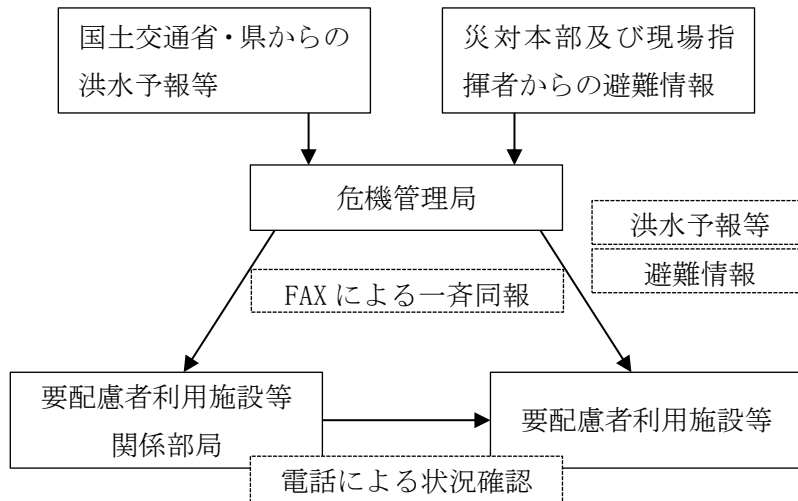 国土交通省・県からの
洪水予報等
災対本部及び現場指
揮者からの避難情報
危機管理局
洪水予報等
避難情報
FAX による一斉同報
要配慮者利用施設等
関係部局
要配慮者利用施設等
電話による状況確認